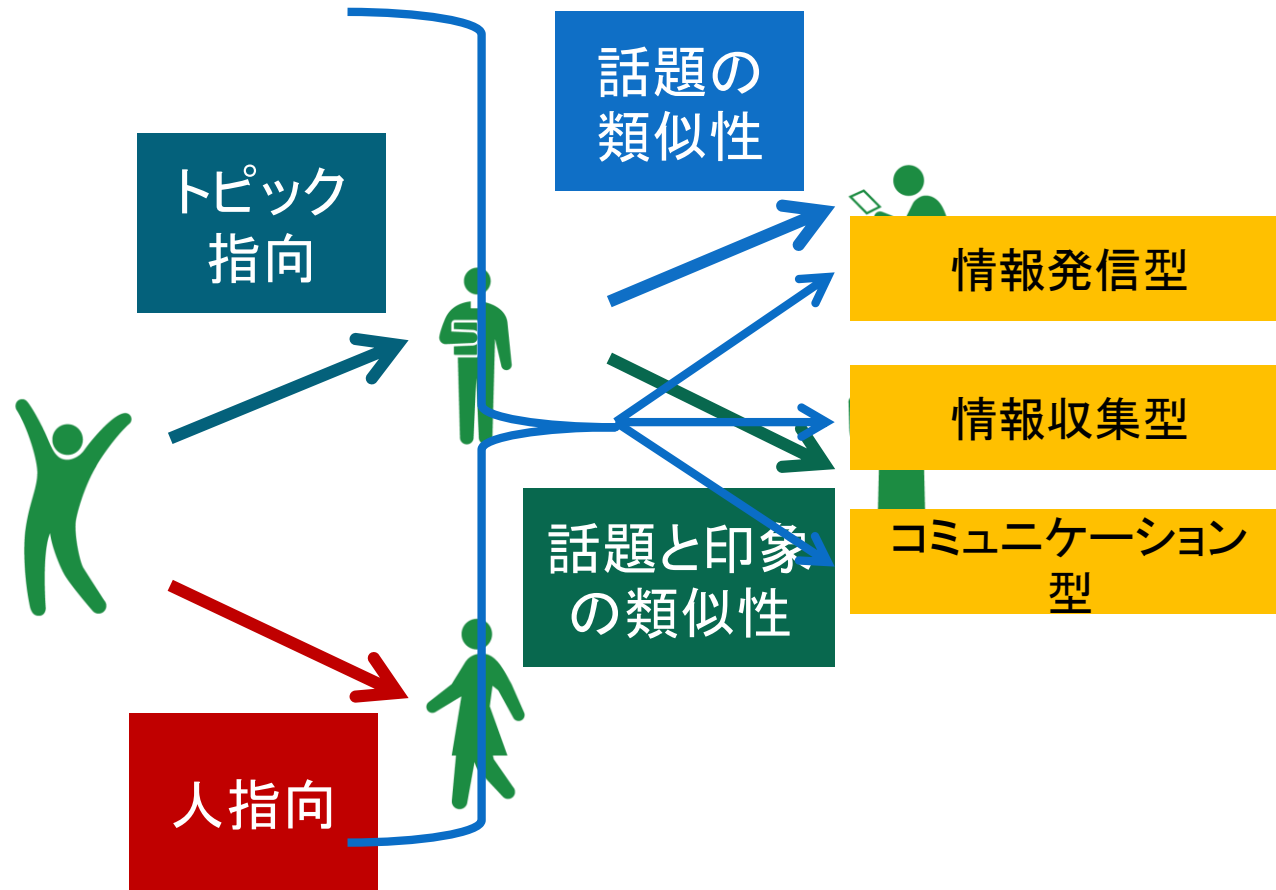 話題の
類似性
トピック
指向
情報発信型
情報収集型
話題と印象
の類似性
コミュニケーション
型
人指向